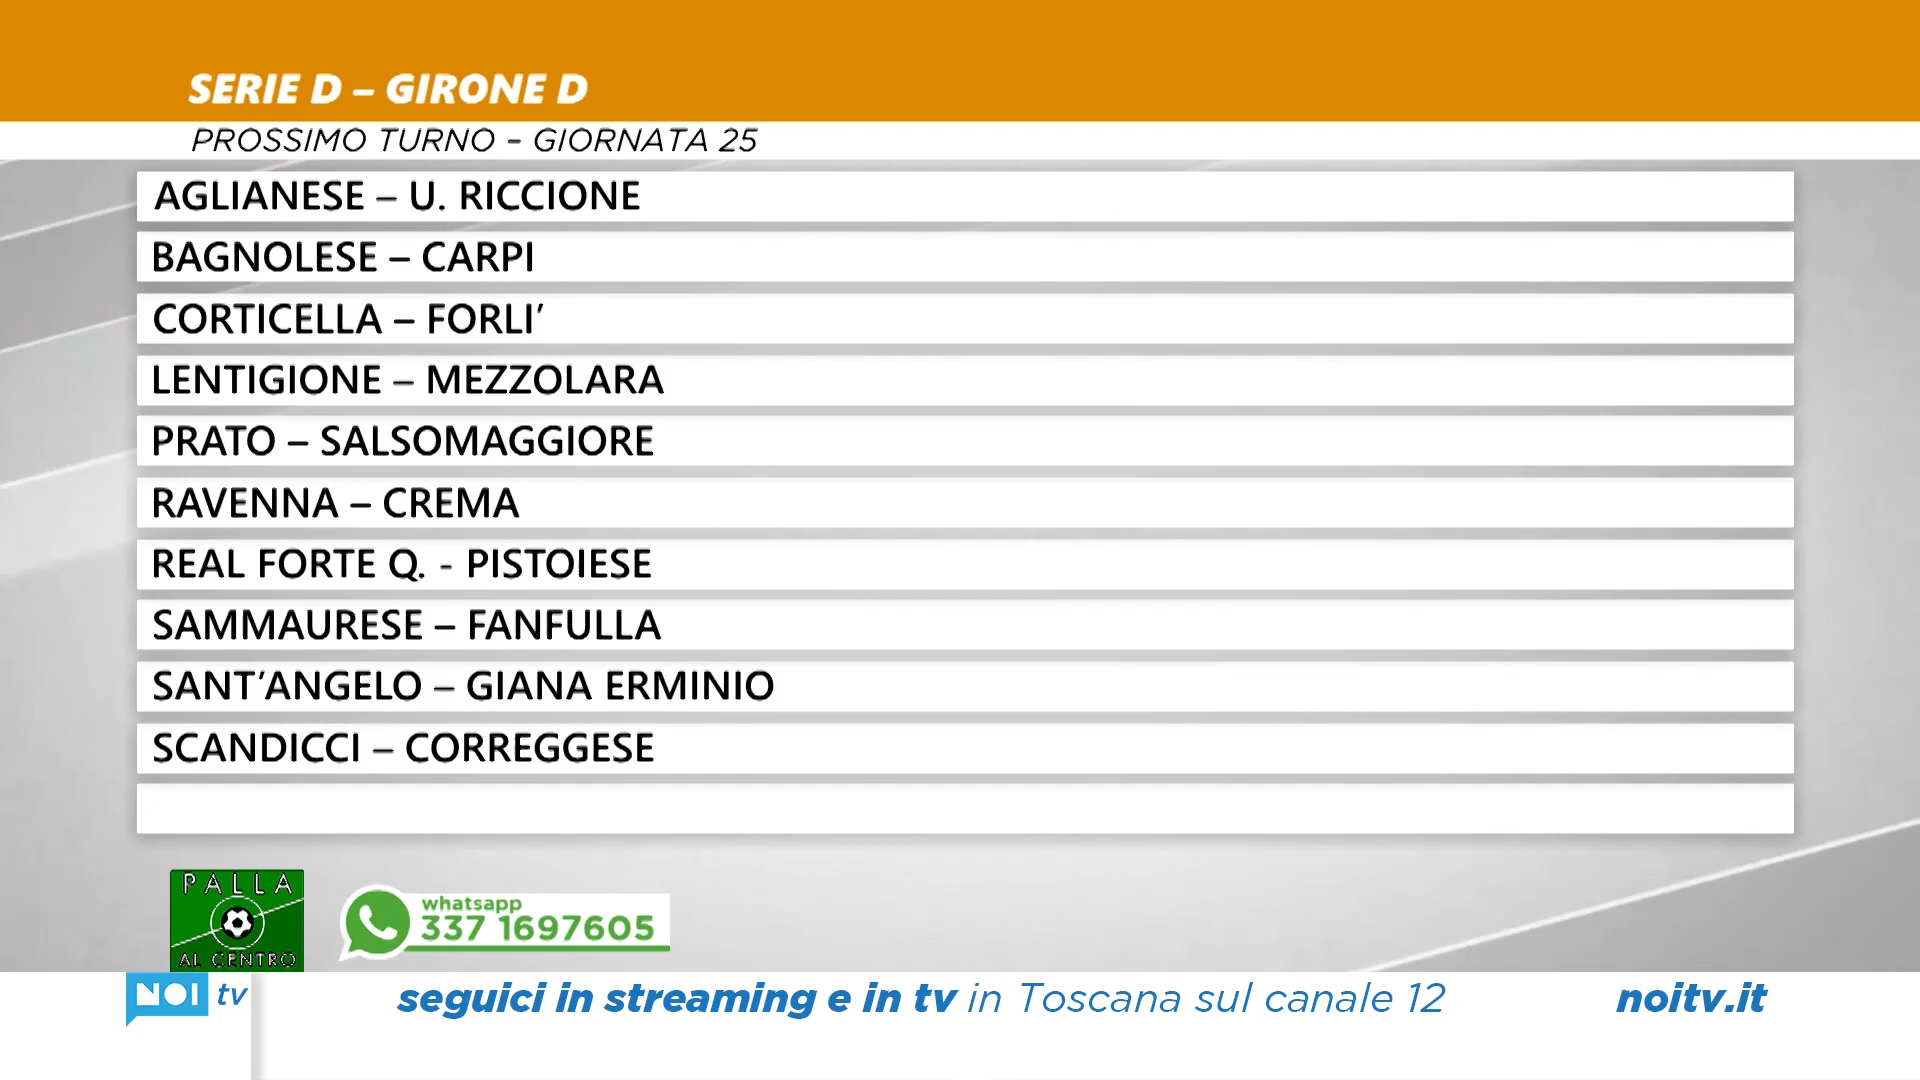 SERIE D – GIRONE D
PROSSIMO TURNO – GIORNATA 25
AGLIANESE – U. RICCIONE
BAGNOLESE – CARPI
CORTICELLA – FORLI’
LENTIGIONE – MEZZOLARA
PRATO – SALSOMAGGIORE
RAVENNA – CREMA
REAL FORTE Q. - PISTOIESE
SAMMAURESE – FANFULLA
SANT’ANGELO – GIANA ERMINIO
SCANDICCI – CORREGGESE
PALLA
AL CENTRO
whatsapp
337 1697605
NOI tv
seguici in streaming e in tv in Toscana sul canale 12
noitv.it